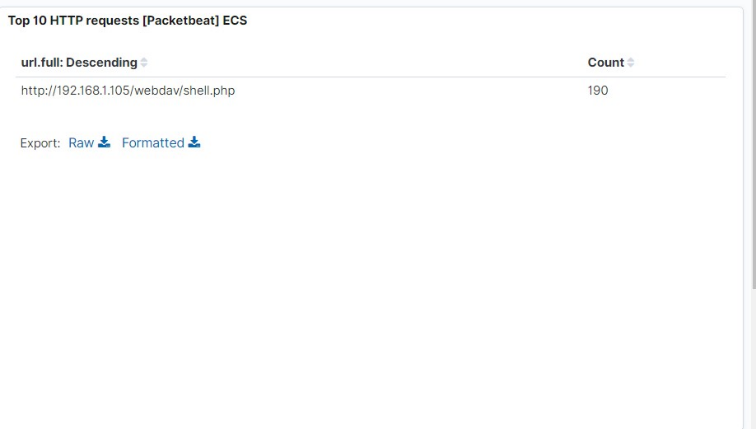 Top 10 HTTP requests [Packetbeat] ECS
url.full: Descending Count
http://192.168.1.105/webdav/shell.php 190
Export: Raw Formatted